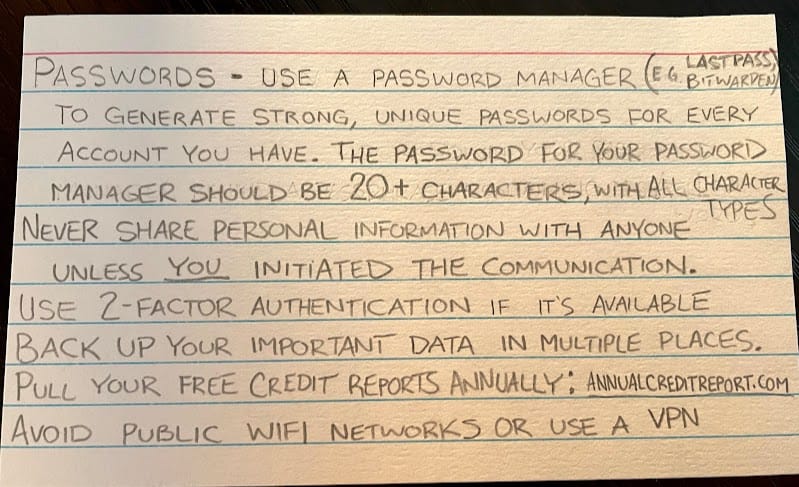 PASSWORDS - USE A PASSWORD MANAGER (E.G. LASTPASS, BITWARDEN)
TO GENERATE STRONG, UNIQUE PASSWORDS FOR EVERY
ACCOUNT YOU HAVE. THE PASSWORD FOR YOUR PASSWORD
MANAGER SHOULD BE 20+ CHARACTERS, WITH ALL CHARACTER TYPES
NEVER SHARE PERSONAL INFORMATION WITH ANYONE
UNLESS YOU INITIATED THE COMMUNICATION.
USE 2-FACTOR AUTHENTICATION IF IT'S AVAILABLE
BACK UP YOUR IMPORTANT DATA IN MULTIPLE PLACES.
PULL YOUR FREE CREDIT REPORTS ANNUALLY: ANNUALCREDITREPORT.COM
AVOID PUBLIC WIFI NETWORKS OR USE A VPN